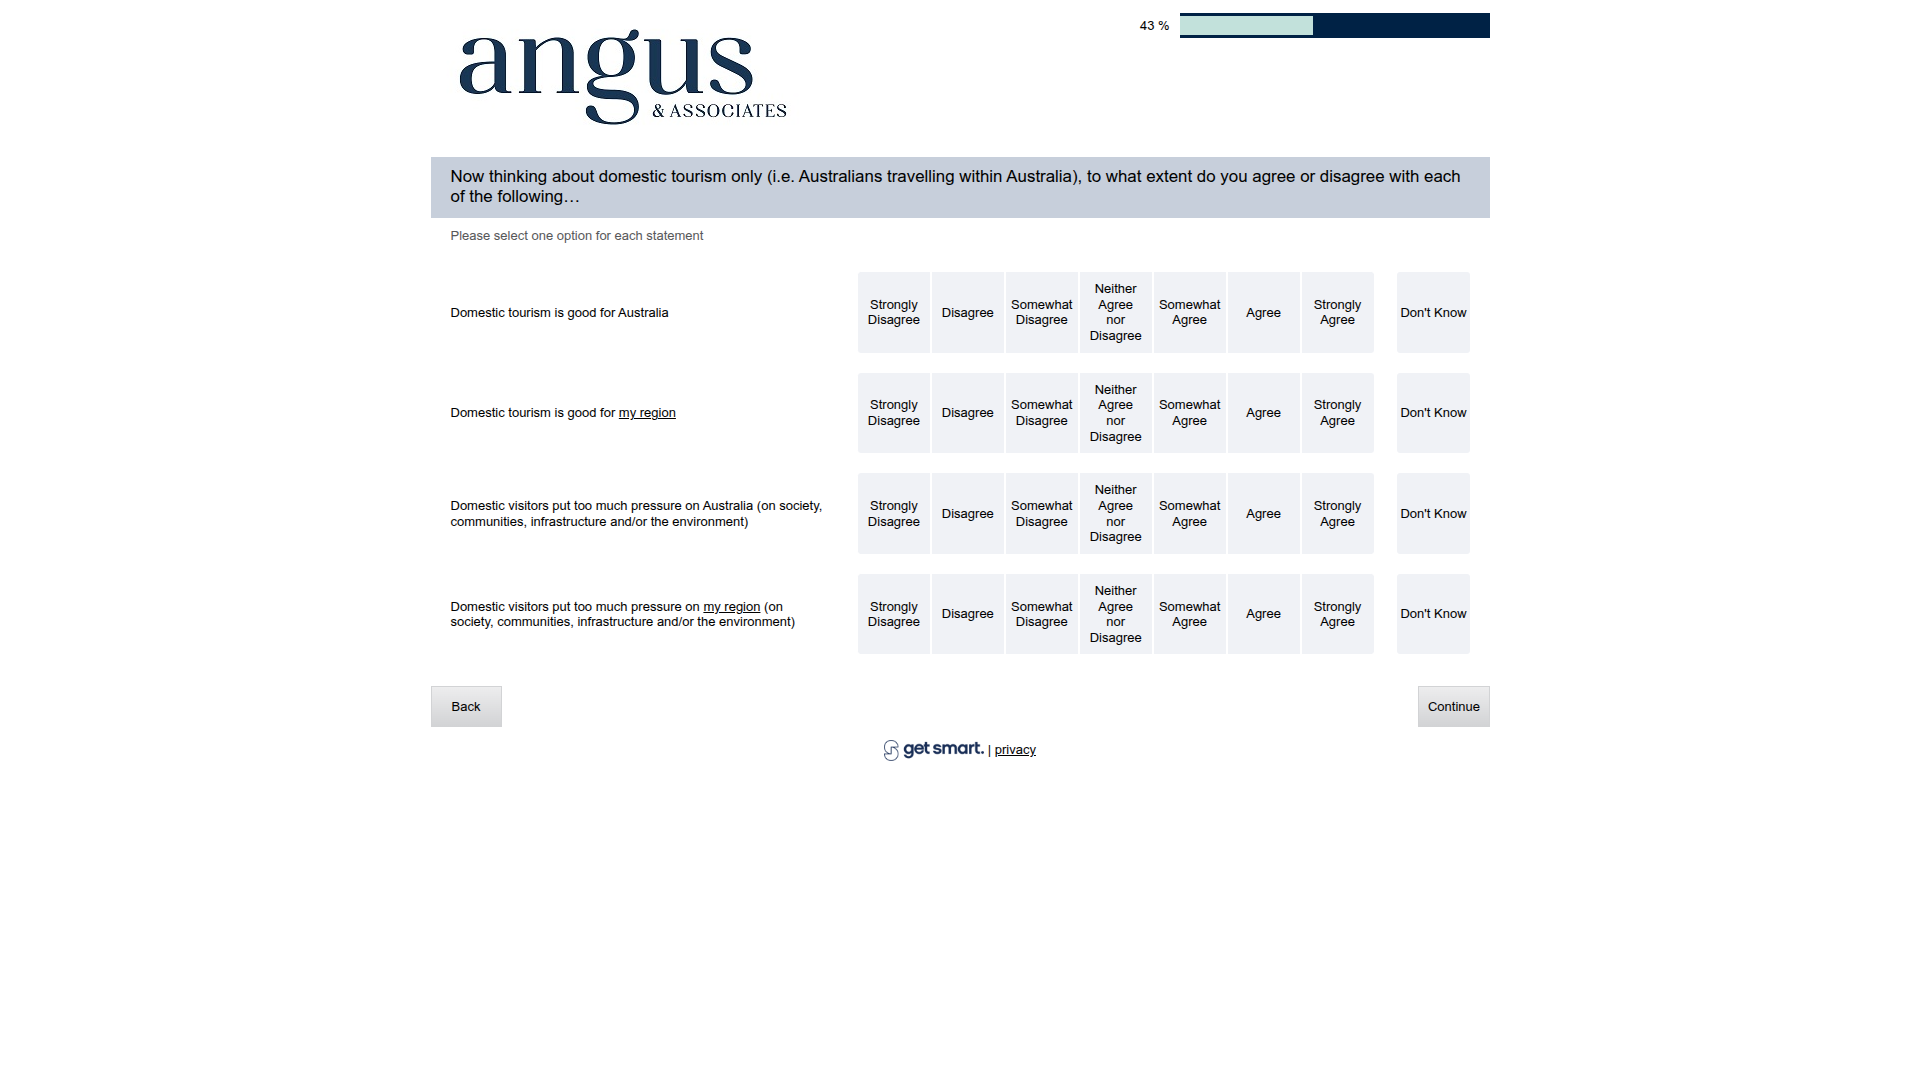 43 %
angus
& ASSOCIATES
Now thinking about domestic tourism only (i.e. Australians travelling within Australia), to what extent do you agree or disagree with each
of the following…
Please select one option for each statement
Domestic tourism is good for Australia
Strongly Disagree
Disagree
Somewhat Disagree
Neither Agree nor Disagree
Somewhat Agree
Agree
Strongly Agree
Don't Know
Domestic tourism is good for my region
Strongly Disagree
Disagree
Somewhat Disagree
Neither Agree nor Disagree
Somewhat Agree
Agree
Strongly Agree
Don't Know
Domestic visitors put too much pressure on Australia (on society,
communities, infrastructure and/or the environment)
Strongly Disagree
Disagree
Somewhat Disagree
Neither Agree nor Disagree
Somewhat Agree
Agree
Strongly Agree
Don't Know
Domestic visitors put too much pressure on my region (on
society, communities, infrastructure and/or the environment)
Strongly Disagree
Disagree
Somewhat Disagree
Neither Agree nor Disagree
Somewhat Agree
Agree
Strongly Agree
Don't Know
Back
Continue
get smart. | privacy